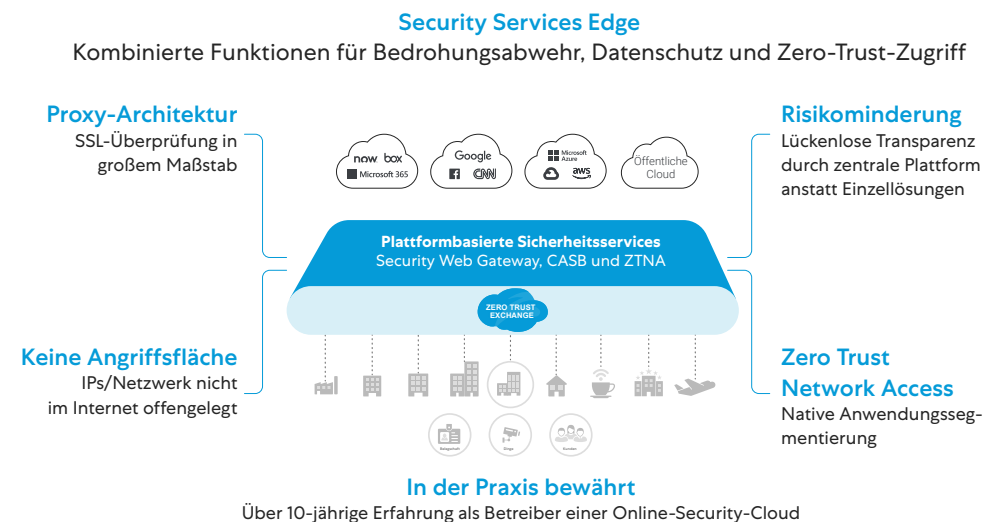 Security Services Edge
Kombinierte Funktionen für Bedrohungsabwehr, Datenschutz und Zero-Trust-Zugriff
Proxy-Architektur
SSL-Überprüfung in
großem Maßstab
now box
Microsoft 365
Google
CNN
Microsoft
Azure
aws
Öffentliche
Cloud
Risikominderung
Lückenlose Transparenz
durch zentrale Plattform
anstatt Einzellösungen
Plattformbasierte Sicherheitsservices
Security Web Gateway, CASB und ZTNA
ZERO TRUST
EXCHANGE
Keine Angriffsfläche
IPs/Netzwerk nicht
im Internet offengelegt
Zero Trust
Network Access
Native Anwendungsseg-
mentierung
Belegschaft
Dinge
Kunden
In der Praxis bewährt
Über 10-jährige Erfahrung als Betreiber einer Online-Security-Cloud